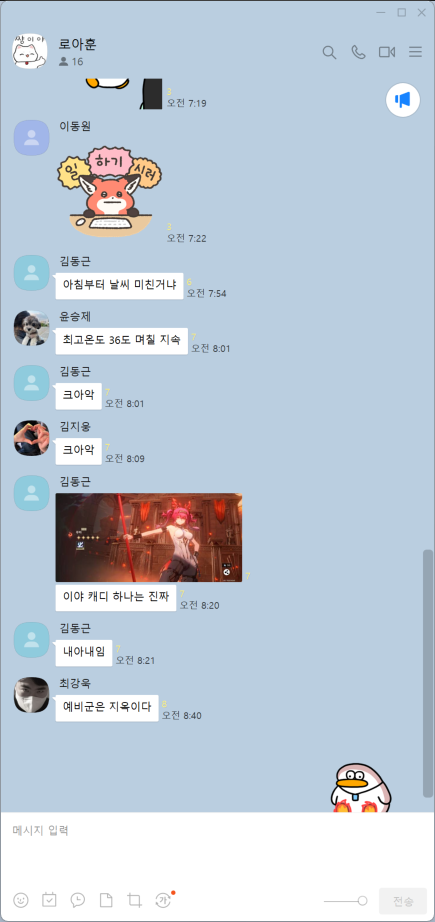 쌍이야
로아훈
16
3
오전 7:19
이동원
일
하기
시러
3
오전 7:22
김동근
아침부터 날씨 미친거냐
6
오전 7:54
윤승제
최고온도 36도 며칠 지속
7
오전 8:01
김동근
크아악
7
오전 8:01
김지웅
크아악
7
오전 8:09
김동근
7
이야 캐디 하나는 진짜
7
오전 8:20
김동근
내아내임
7
오전 8:21
최강욱
예비군은 지옥이다
8
오전 8:40
메시지 입력
가
전송